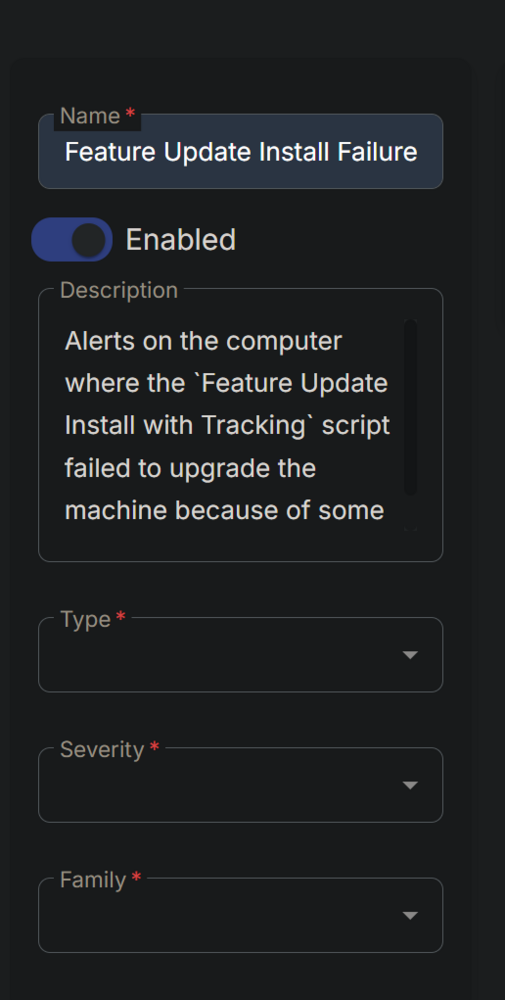 Name *
Feature Update Install Failure
Enabled
Description
Alerts on the computer
where the `Feature Update
Install with Tracking` script
failed to upgrade the
machine because of some
Type *
Severity *
Family *